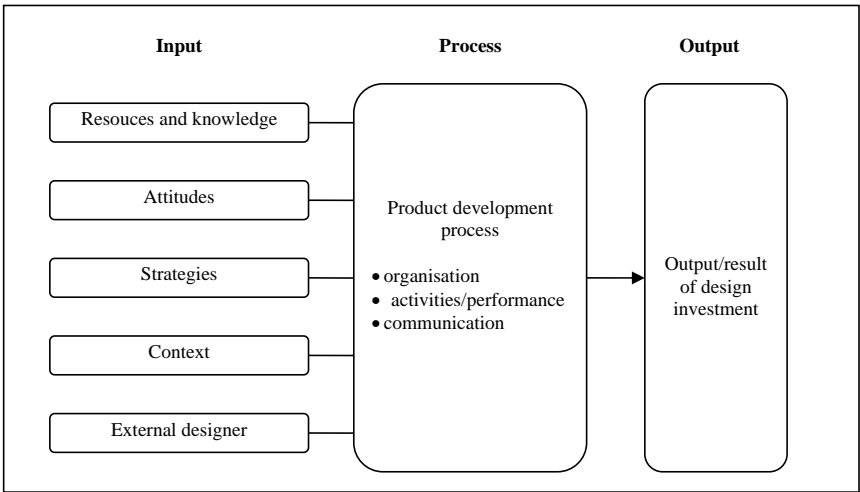 Input
Process
Output
Resouces and knowledge
Attitudes
Strategies
Context
External designer
Product development
process
• organisation
• activities/performance
• communication
Output/result
of design
investment